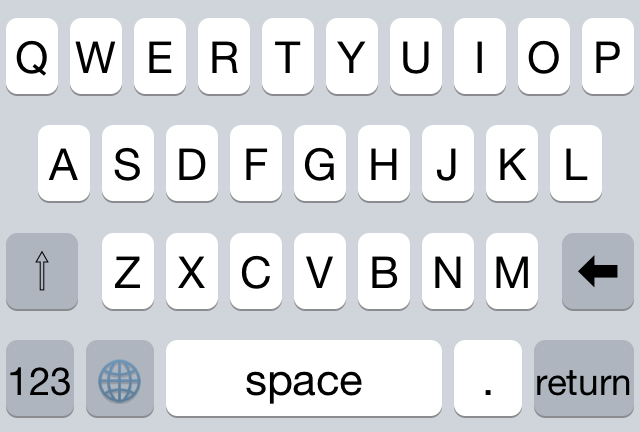 Q W E R T Y U I O P
A S D F G H J K L
Z X C V B N M
123 space . return